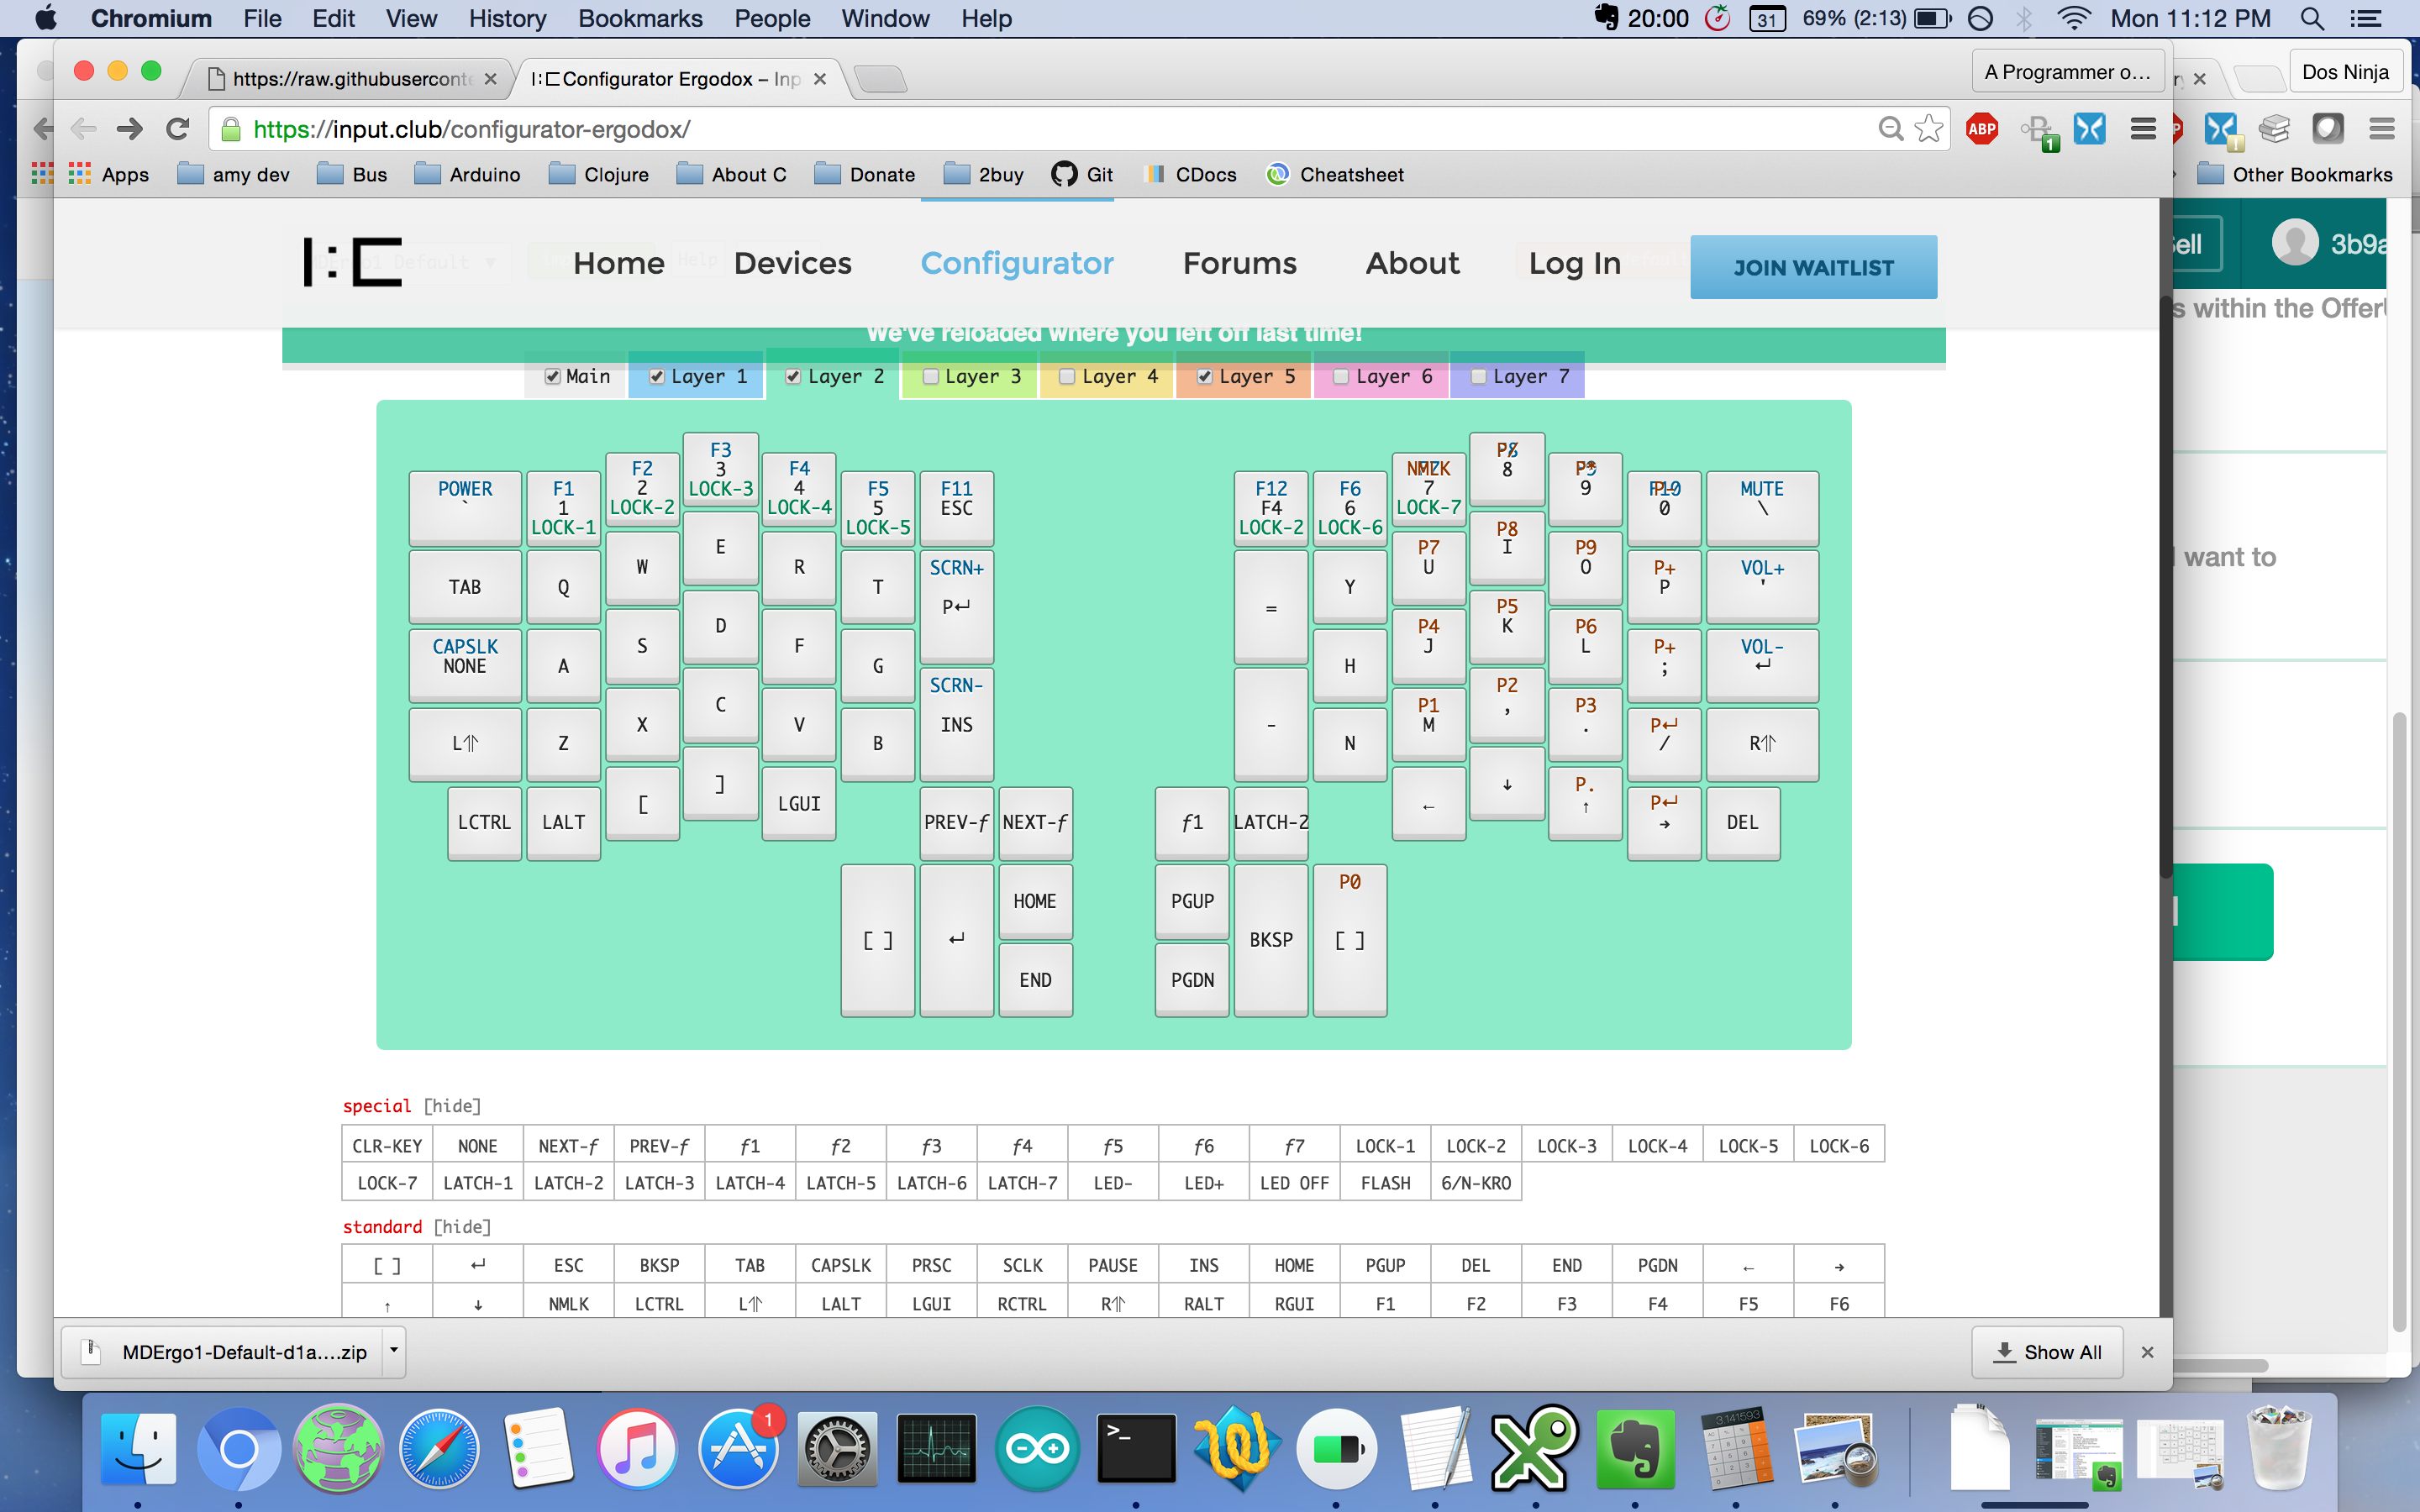 Chromium File Edit View History Bookmarks People Window Help 20:00 31 69% (2:13) Mon 11:12 PM
https://raw.githubuserconte Configurator Ergodox – Inp A Programmer o... Dos Ninja
https://input.club/configurator-ergodox/ ABP 1
Apps amy dev Bus Arduino Clojure About C Donate 2buy Git CDocs Cheatsheet Other Bookmarks
Home Devices Configurator Forums About Log In JOIN WAITLIST ell 3b9a
s within the Offer
We've reloaded where you left off last time!
Main Layer 1 Layer 2 Layer 3 Layer 4 Layer 5 Layer 6 Layer 7
POWER F1 F2 F3 F4 F5 F11 F12 F6 NMLK F10 MUTE
` 1 2 3 4 5 ESC F4 6 7 8 9 0 \
LOCK-1 LOCK-2 LOCK-3 LOCK-4 LOCK-5 LOCK-2 LOCK-6 LOCK-7
want to
SCRN+ P7 P8 P9 P+ VOL+
TAB Q W E R T P↵ = Y U I O P '
CAPSLK P4 P5 P6 P+ VOL-
NONE A S D F G H J K L ; ↵
SCRN- P1 P2 P3 P↵
L⇑ Z X C V B INS - N M , . / R⇑
P. P↵
LCTRL LALT [ ] LGUI PREV-f NEXT-f f1 LATCH-2 ← ↓ ↑ → DEL
P0
HOME PGUP
[ ] ↵ BKSP [ ]
END PGDN
special [hide]
CLR-KEY NONE NEXT-f PREV-f f1 f2 f3 f4 f5 f6 f7 LOCK-1 LOCK-2 LOCK-3 LOCK-4 LOCK-5 LOCK-6
LOCK-7 LATCH-1 LATCH-2 LATCH-3 LATCH-4 LATCH-5 LATCH-6 LATCH-7 LED- LED+ LED OFF FLASH 6/N-KRO
standard [hide]
[ ] ↵ ESC BKSP TAB CAPSLK PRSC SCLK PAUSE INS HOME PGUP DEL END PGDN ← →
↑ ↓ NMLK LCTRL L⇑ LALT LGUI RCTRL R⇑ RALT RGUI F1 F2 F3 F4 F5 F6
MDErgo1-Default-d1a....zip Show All
1
3.141593